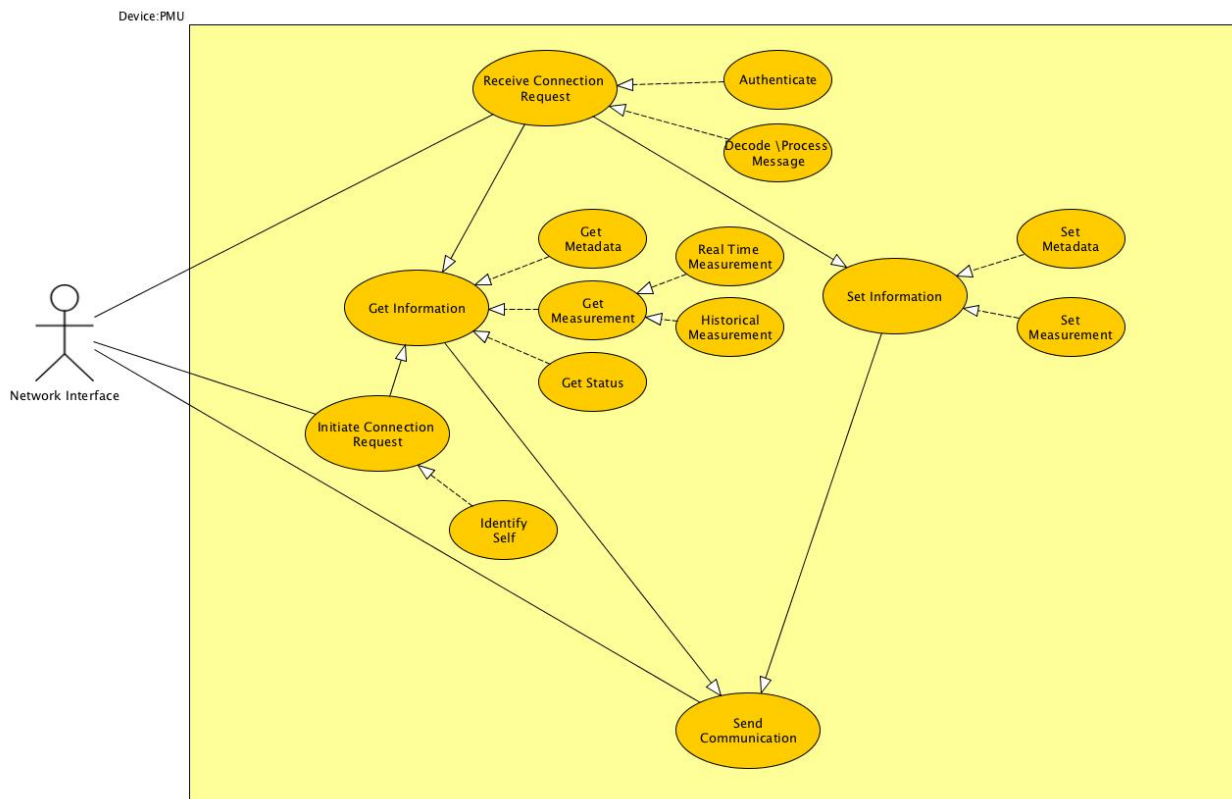 Device:PMU
Receive Connection
Request
Authenticate
Decode \Process
Message
Get
Metadata
Real Time
Measurement
Set
Metadata
Get Information
Get
Measurement
Historical
Measurement
Set Information
Set
Measurement
Get Status
Network Interface
Initiate Connection
Request
Identify
Self
Send
Communication